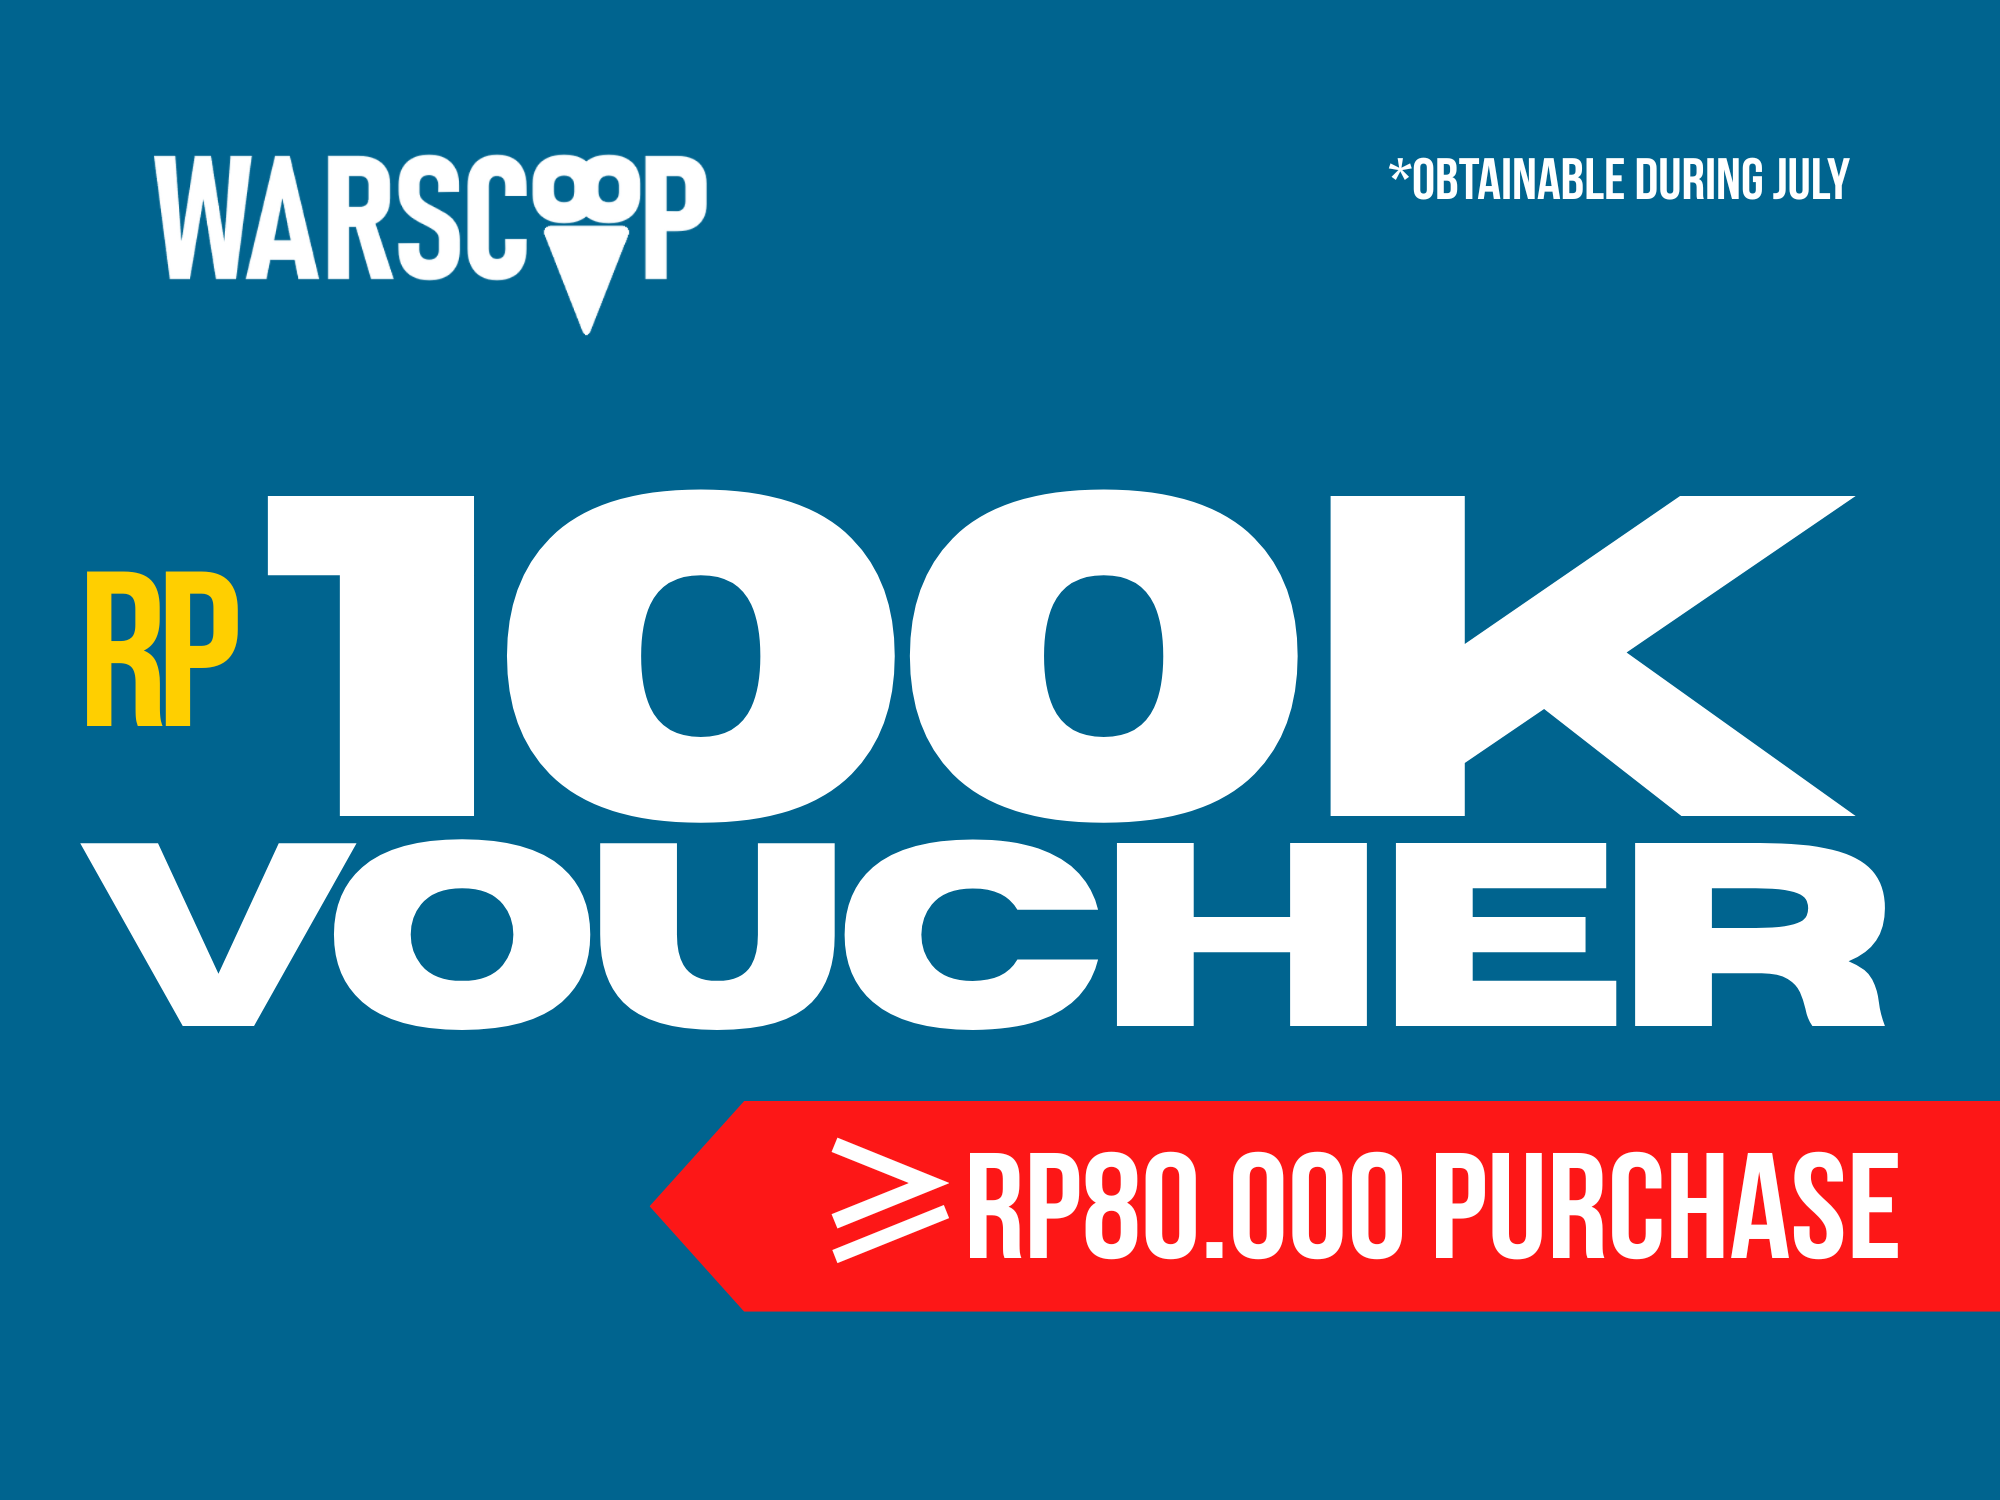 WARSCOOP
*OBTAINABLE DURING JULY
RP 100K
VOUCHER
⩾RP80.000 PURCHASE